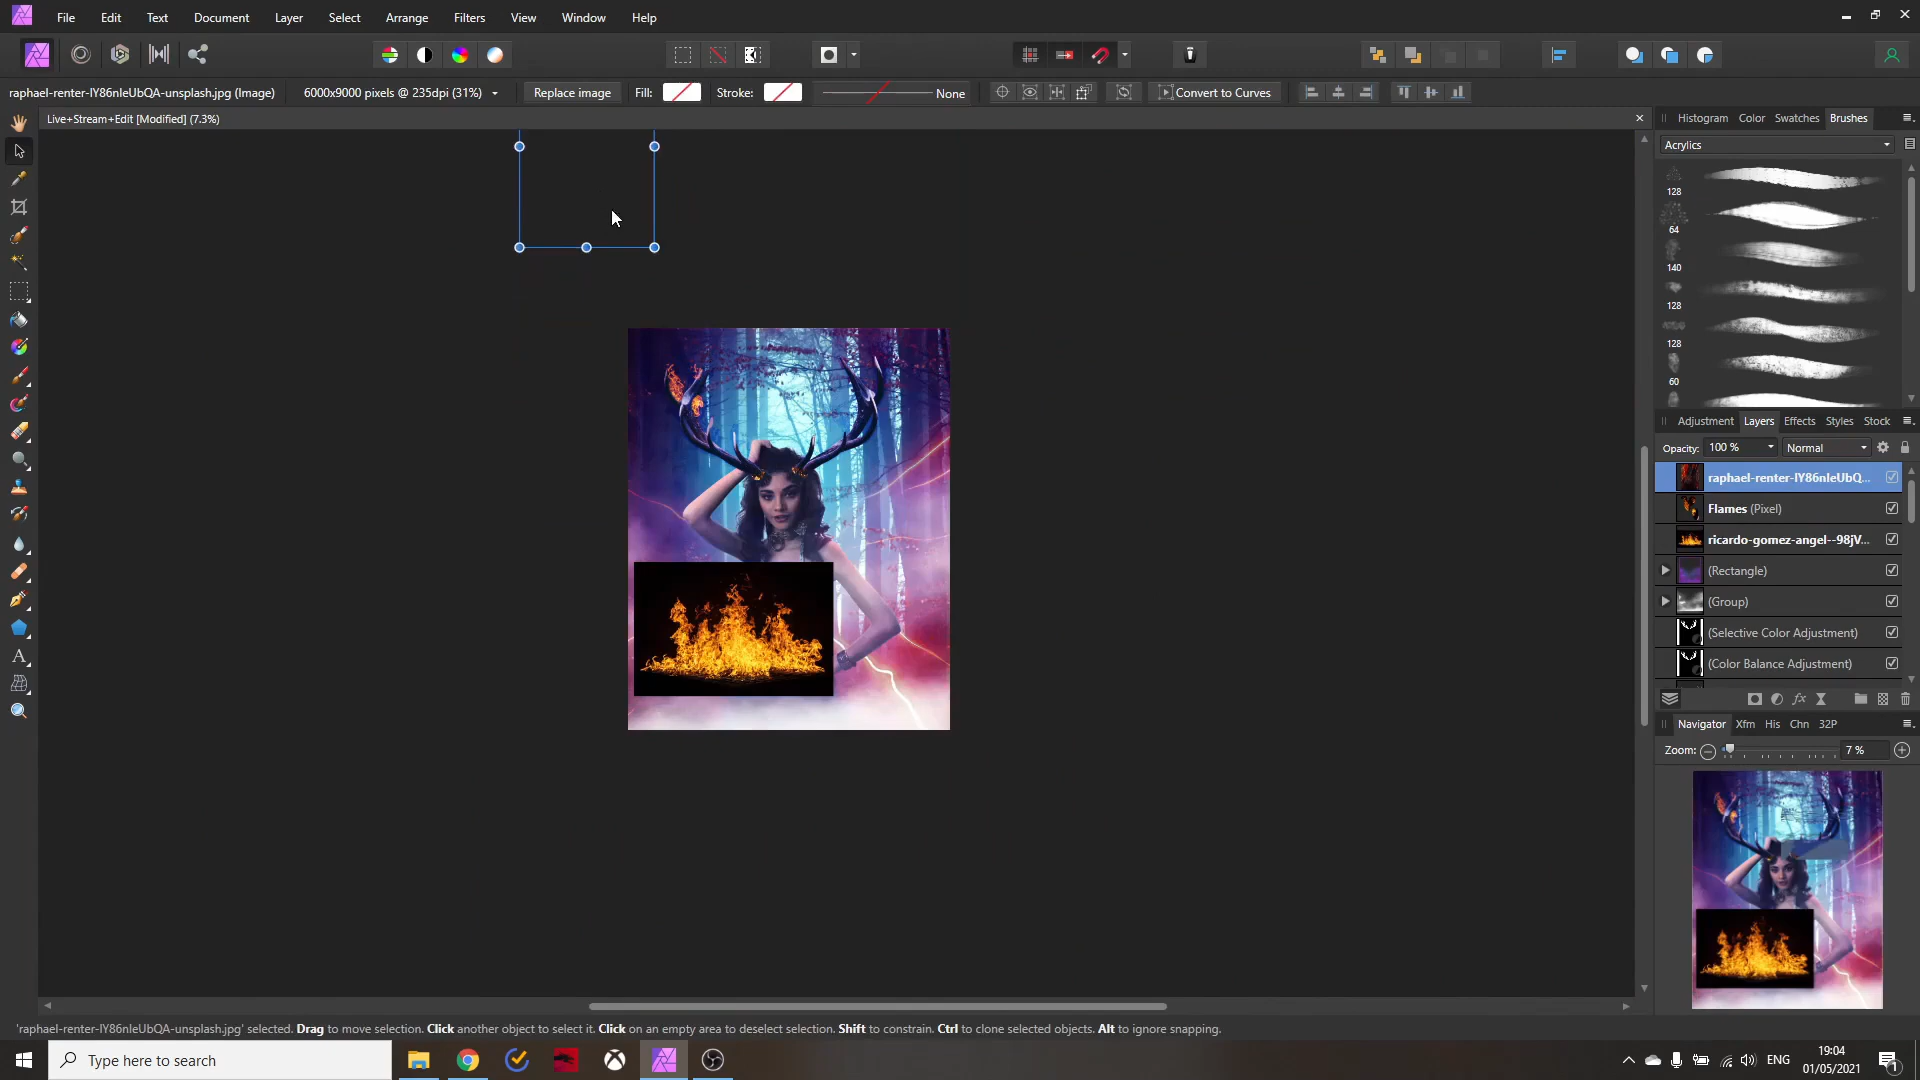 File Edit Text Document Layer Select Arrange Filters View Window Help
raphael-renter-lY86nleUbQA-unsplash.jpg (Image) 6000x9000 pixels @ 235dpi (31%) Replace image Fill: Stroke: None Convert to Curves
Live+Stream+Edit [Modified] (7.3%)
Histogram Color Swatches Brushes
Acrylics
128
64
140
128
128
60
Adjustment Layers Effects Styles Stock
Opacity: 100 % Normal
raphael-renter-lY86nleUbQ...
Flames (Pixel)
ricardo-gomez-angel--98jV...
(Rectangle)
(Group)
(Selective Color Adjustment)
(Color Balance Adjustment)
fx
Navigator Xfm His Chn 32P
Zoom: 7 %
'raphael-renter-lY86nleUbQA-unsplash.jpg' selected. Drag to move selection. Click another object to select it. Click on an empty area to deselect selection. Shift to constrain. Ctrl to clone selected objects. Alt to ignore snapping.
Type here to search
ENG
19:04
01/05/2021
1